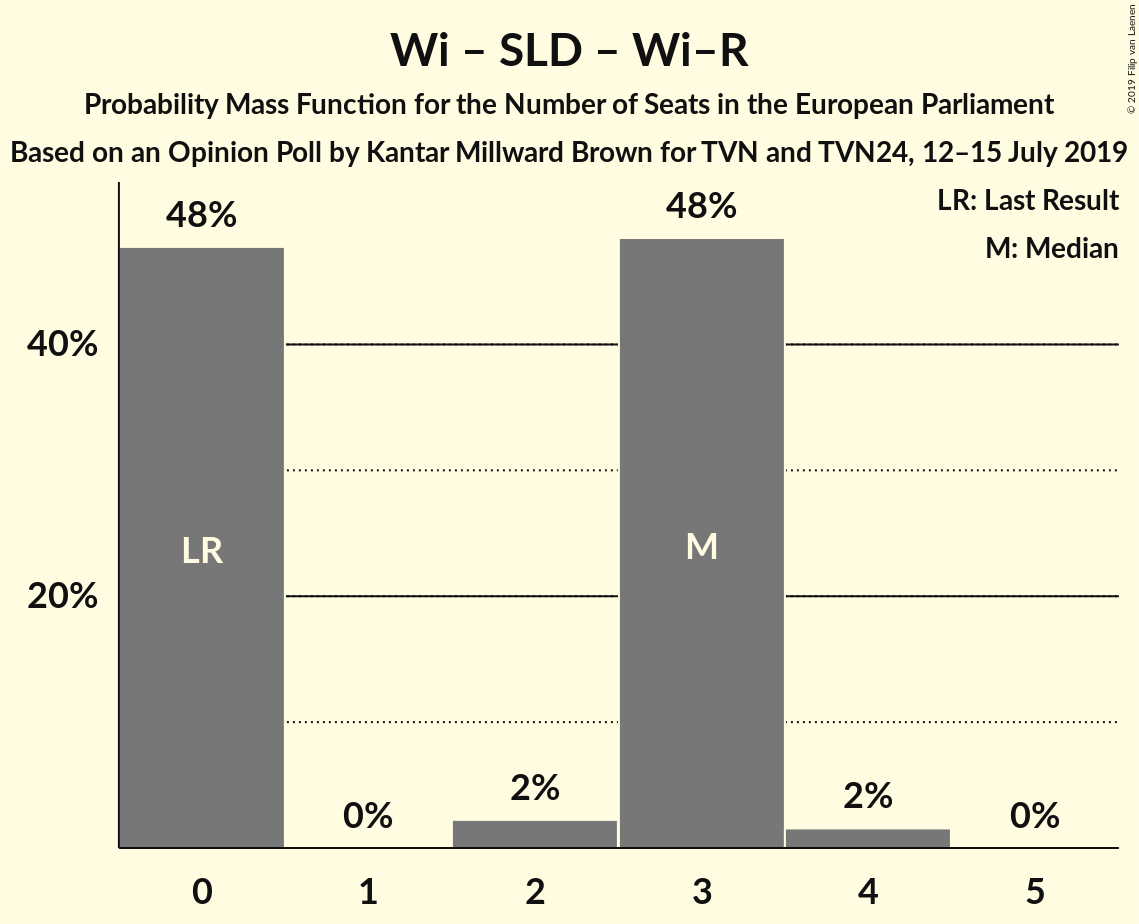 Wi – SLD – Wi–R
Probability Mass Function for the Number of Seats in the European Parliament
Based on an Opinion Poll by Kantar Millward Brown for TVN and TVN24, 12–15 July 2019
© 2019 Filip van Laenen
LR: Last Result
M: Median
48%
48%
40%
LR
M
20%
2%
2%
0%
0%
0 1 2 3 4 5